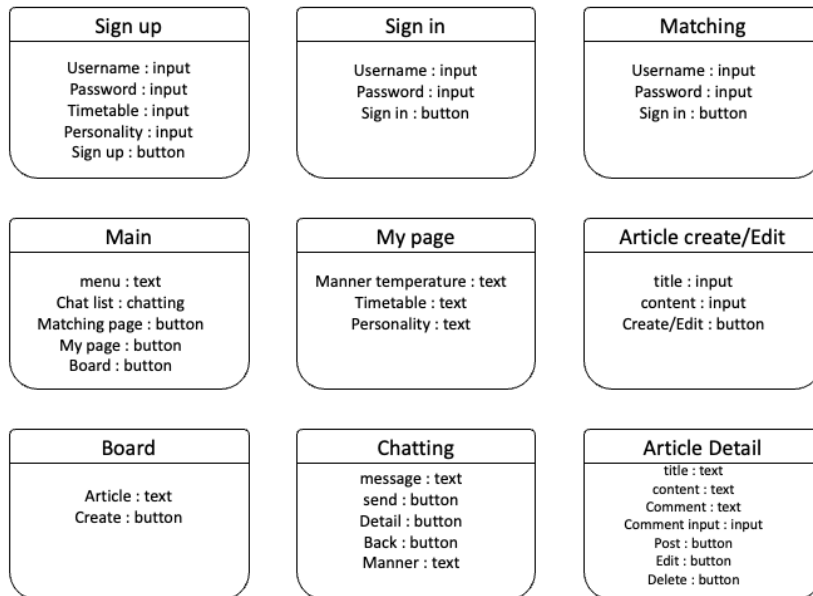 Sign up
Username : input
Password : input
Timetable : input
Personality : input
Sign up : button
Sign in
Username : input
Password : input
Sign in : button
Matching
Username : input
Password : input
Sign in : button
Main
menu : text
Chat list : chatting
Matching page : button
My page : button
Board : button
My page
Manner temperature : text
Timetable : text
Personality : text
Article create/Edit
title : input
content : input
Create/Edit : button
Board
Article : text
Create : button
Chatting
message : text
send : button
Detail : button
Back : button
Manner : text
Article Detail
title : text
content : text
Comment : text
Comment input : input
Post : button
Edit : button
Delete : button